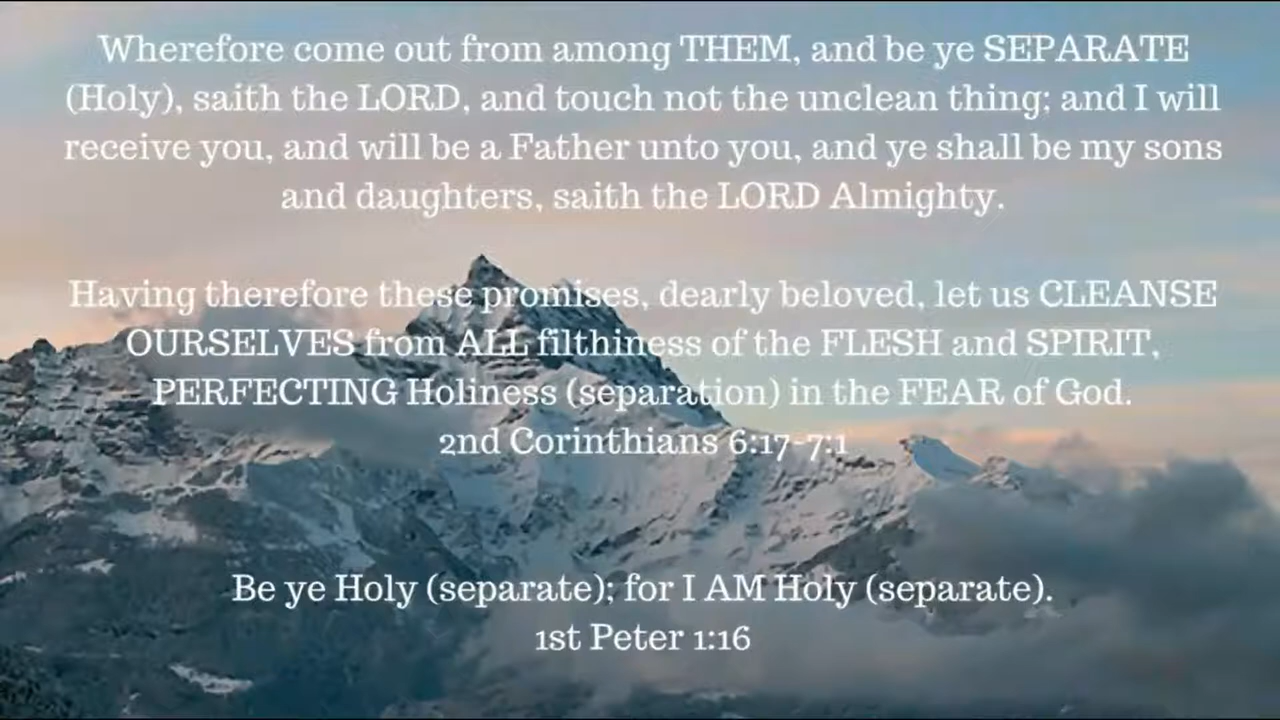 Wherefore come out from among THEM, and be ye SEPARATE
(Holy), saith the LORD, and touch not the unclean thing; and I will
receive you, and will be a Father unto you, and ye shall be my sons
and daughters, saith the LORD Almighty.
Having therefore these promises, dearly beloved, let us CLEANSE
OURSELVES from ALL filthiness of the FLESH and SPIRIT,
PERFECTING Holiness (separation) in the FEAR of God.
2nd Corinthians 6:17-7:1
Be ye Holy (separate); for I AM Holy (separate).
1st Peter 1:16